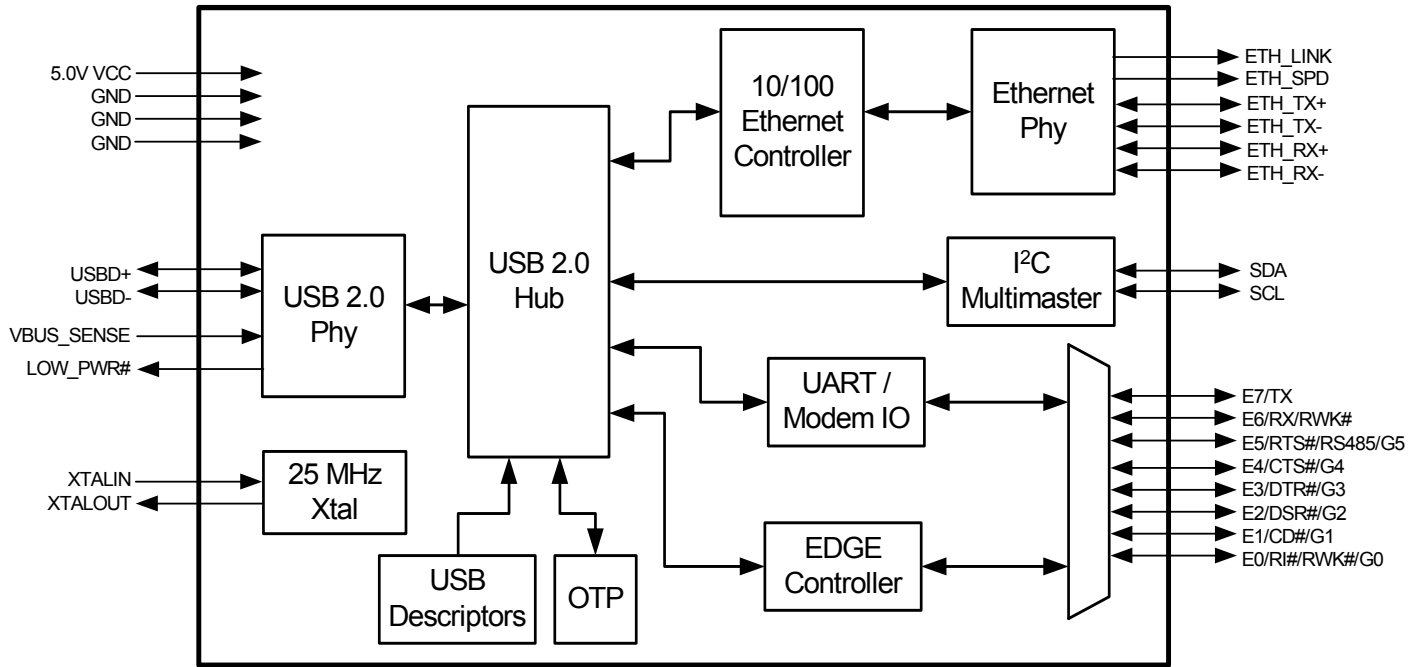 5.0V VCC
GND
GND
GND
USBD+
USBD-
VBUS_SENSE
LOW_PWR#
XTALIN
XTALOUT
USB 2.0
Phy
25 MHz
Xtal
USB 2.0
Hub
USB
Descriptors
OTP
10/100
Ethernet
Controller
Ethernet
Phy
I²C
Multimaster
UART /
Modem IO
EDGE
Controller
ETH_LINK
ETH_SPD
ETH_TX+
ETH_TX-
ETH_RX+
ETH_RX-
SDA
SCL
E7/TX
E6/RX/RWK#
E5/RTS#/RS485/G5
E4/CTS#/G4
E3/DTR#/G3
E2/DSR#/G2
E1/CD#/G1
E0/RI#/RWK#/G0